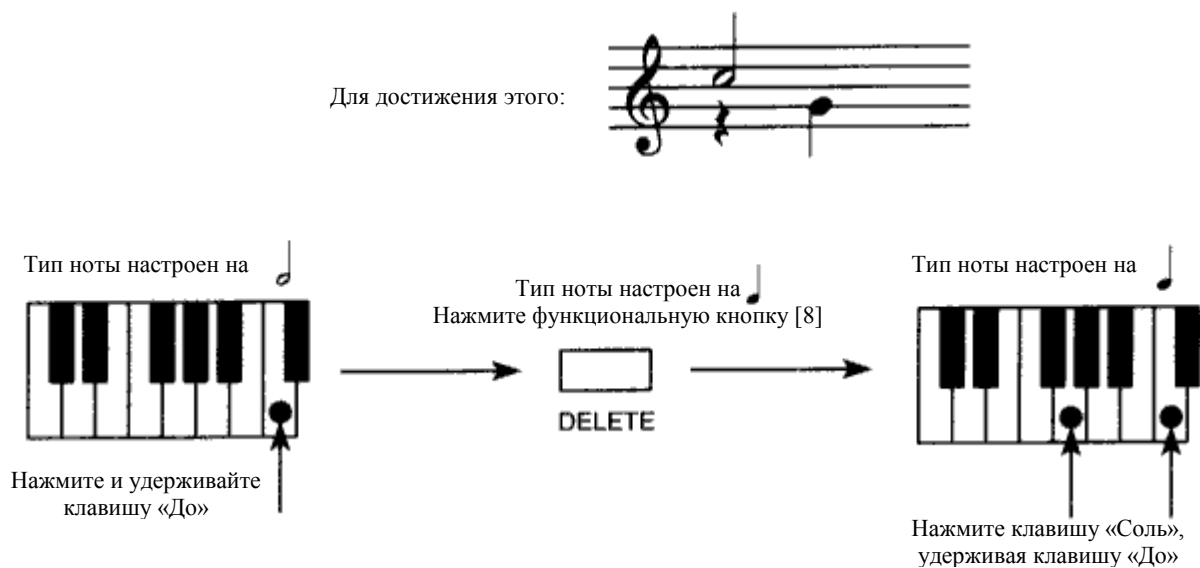 Для достижения этого:
Тип ноты настроен на
Нажмите и удерживайте
клавишу «До»
Тип ноты настроен на
Нажмите функциональную кнопку [8]
DELETE
Тип ноты настроен на
Нажмите клавишу «Соль»,
удерживая клавишу «До»